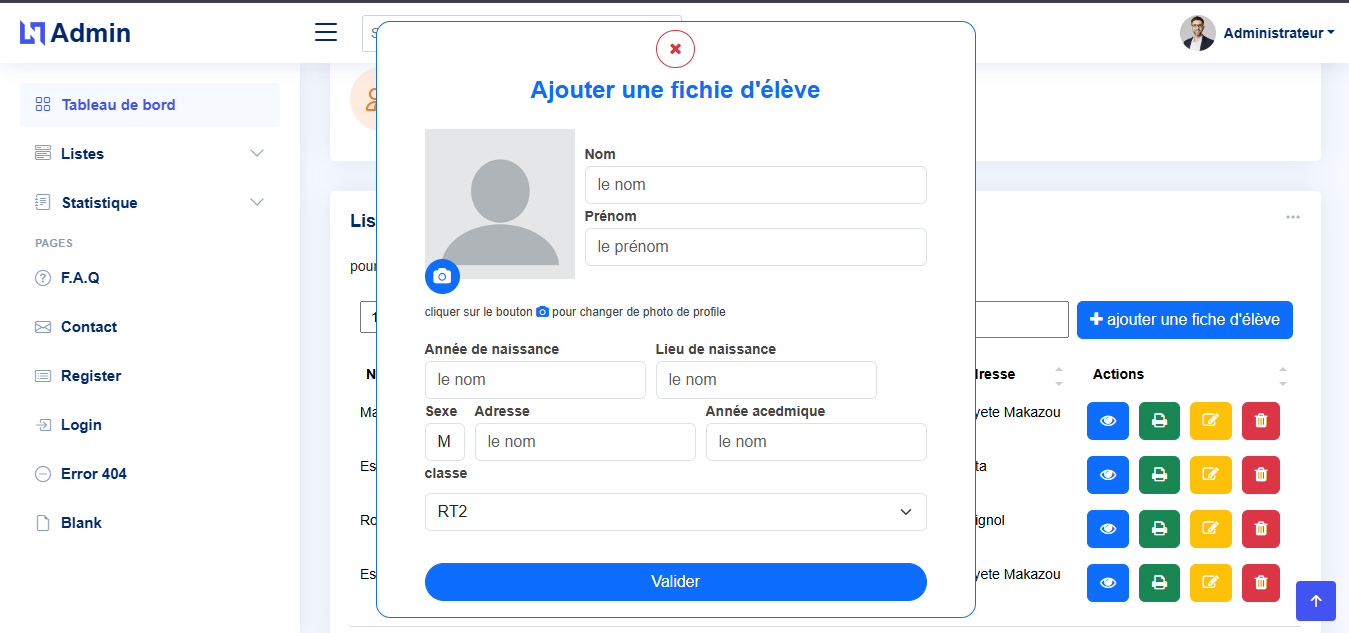 Admin
S
Administrateur
Tableau de bord
Listes
Statistique
PAGES
F.A.Q
Contact
Register
Login
Error 404
Blank
Ajouter une fichie d'élève
Nom
le nom
Prénom
le prénom
cliquer sur le bouton pour changer de photo de profile
Année de naissance Lieu de naissance
le nom le nom
Sexe Adresse Année acedmique
M le nom le nom
classe
RT2
Valider
Lis
pour
1
ajouter une fiche d'élève
N dresse Actions
Ma yete Makazou
Es ta
Ro ignol
Es yete Makazou